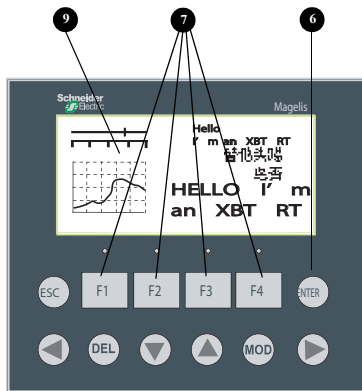 9 7 6
Schneider
Electric
Magelis
Hello
I' m an XBT RT
HELLO I' m
an XBT RT
ESC F1 F2 F3 F4 ENTER
DEL MOD